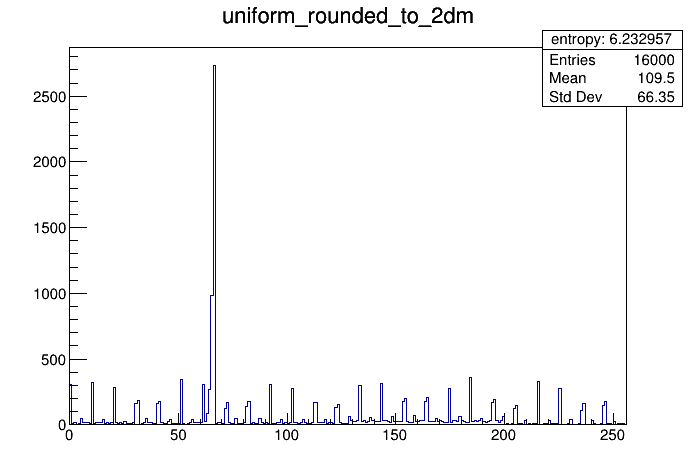 uniform_rounded_to_2dm
entropy: 6.232957
Entries 16000
Mean 109.5
Std Dev 66.35
2500
2000
1500
1000
500
0
0 50 100 150 200 250